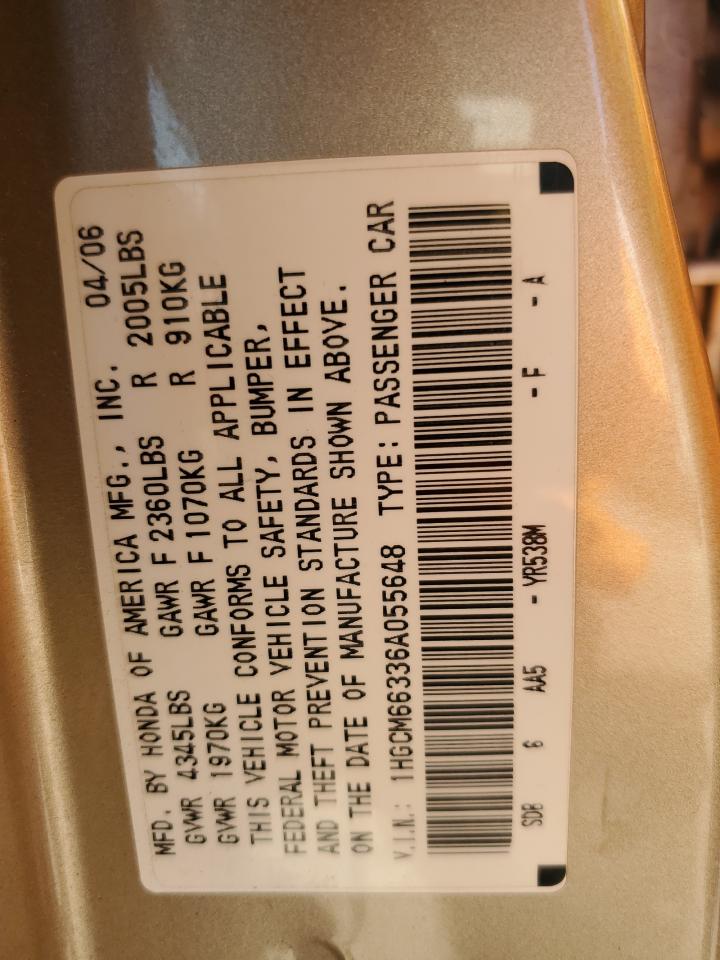 MFD. BY HONDA OF AMERICA MFG., INC. 04/06
GVWR 4345LBS GAWR F 2360LBS R 2005LBS
GVWR 1970KG GAWR F 1070KG R 910KG
THIS VEHICLE CONFORMS TO ALL APPLICABLE
FEDERAL MOTOR VEHICLE SAFETY, BUMPER,
AND THEFT PREVENTION STANDARDS IN EFFECT
ON THE DATE OF MANUFACTURE SHOWN ABOVE.
V.I.N.: 1HGCM66336A055648 TYPE: PASSENGER CAR
SDB 6 AA5 - YR538M - F - A